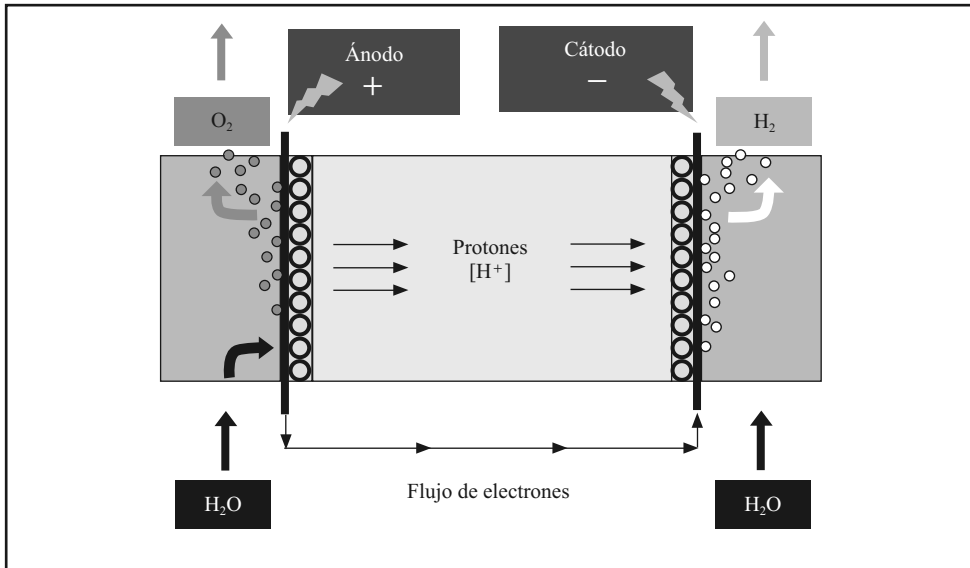 Ánodo
+
Cátodo
−
O₂
H₂
Protones
[H⁺]
Flujo de electrones
H₂O
H₂O